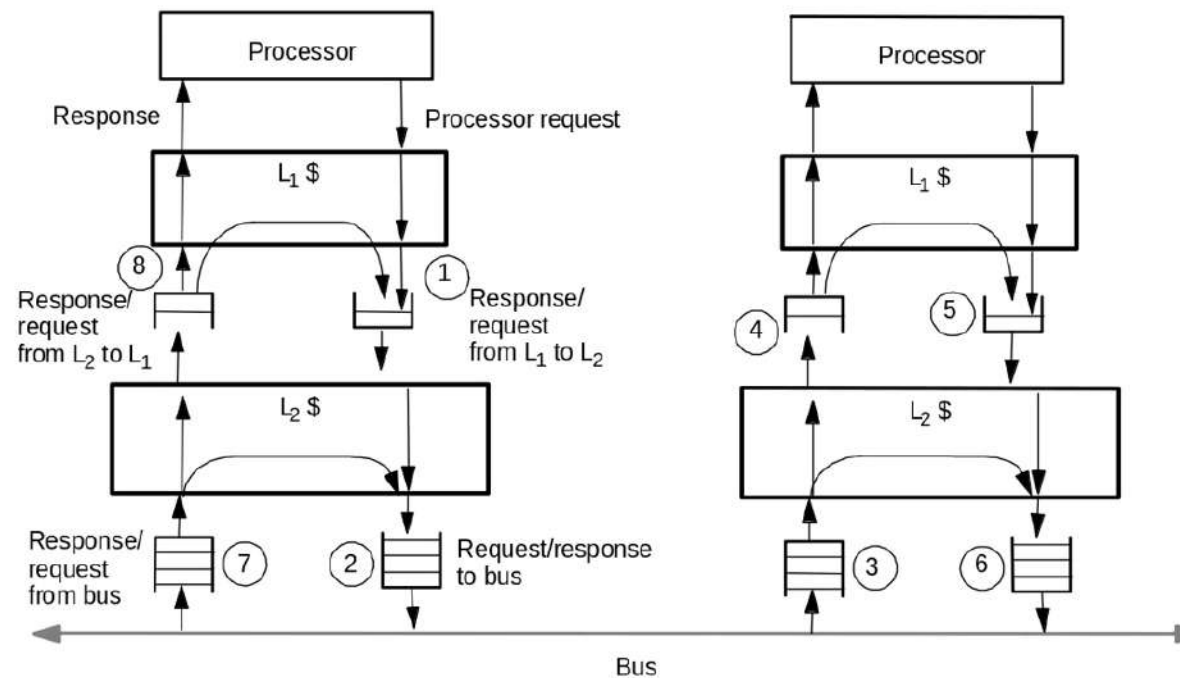 Processor
Processor
Response
Processor request
L1 $
L1 $
8
1
Response/
request
from L2 to L1
Response/
request
from L1 to L2
4
5
L2 $
L2 $
Response/
request
from bus
7
2
Request/response
to bus
3
6
Bus